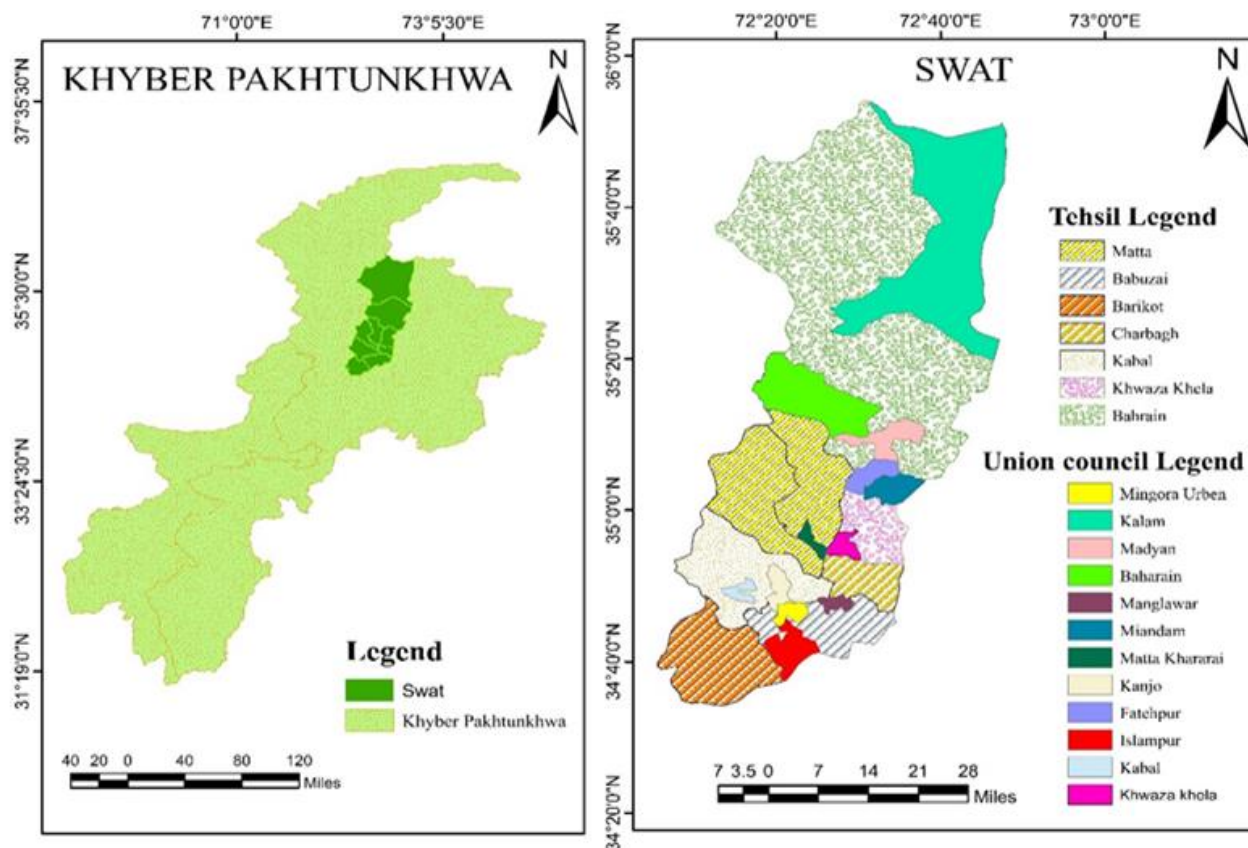 71°0'0"E 73°5'30"E
KHYBER PAKHTUNKHWA
N
37°35'30"N
35°30'0"N
33°24'30"N
31°19'0"N
Legend
Swat
Khyber Pakhtunkhwa
40 20 0 40 80 120
Miles
72°20'0"E 72°40'0"E 73°0'0"E
SWAT
N
36°0'0"N
35°40'0"N
35°20'0"N
35°0'0"N
34°40'0"N
34°20'0"N
Tehsil Legend
Matta
Babuzai
Barikot
Charbagh
Kabal
Khwaza Khela
Bahrain
Union council Legend
Mingora Urben
Kalam
Madyan
Baharain
Manglawar
Miandam
Matta Khararai
Kanjo
Fatehpur
Islampur
Kabal
Khwaza khela
7 3.5 0 7 14 21 28
Miles